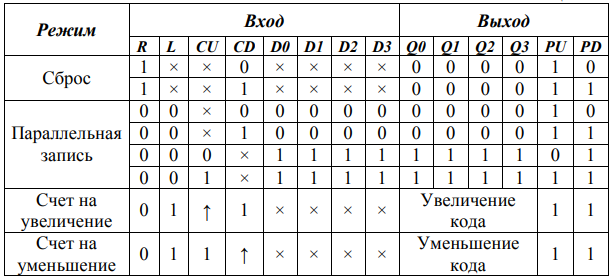 Режим Вход Выход
R L CU CD D0 D1 D2 D3 Q0 Q1 Q2 Q3 PU PD
Сброс 1 × × 0 × × × × 0 0 0 0 1 0
1 × × 1 × × × × 0 0 0 0 1 1
Параллельная запись 0 0 × 0 0 0 0 0 0 0 0 0 1 0
0 0 × 1 0 0 0 0 0 0 0 0 1 1
0 0 0 × 1 1 1 1 1 1 1 1 0 1
0 0 1 × 1 1 1 1 1 1 1 1 1 1
Счет на увеличение 0 1 ↑ 1 × × × × Увеличение кода 1 1
Счет на уменьшение 0 1 1 ↑ × × × × Уменьшение кода 1 1